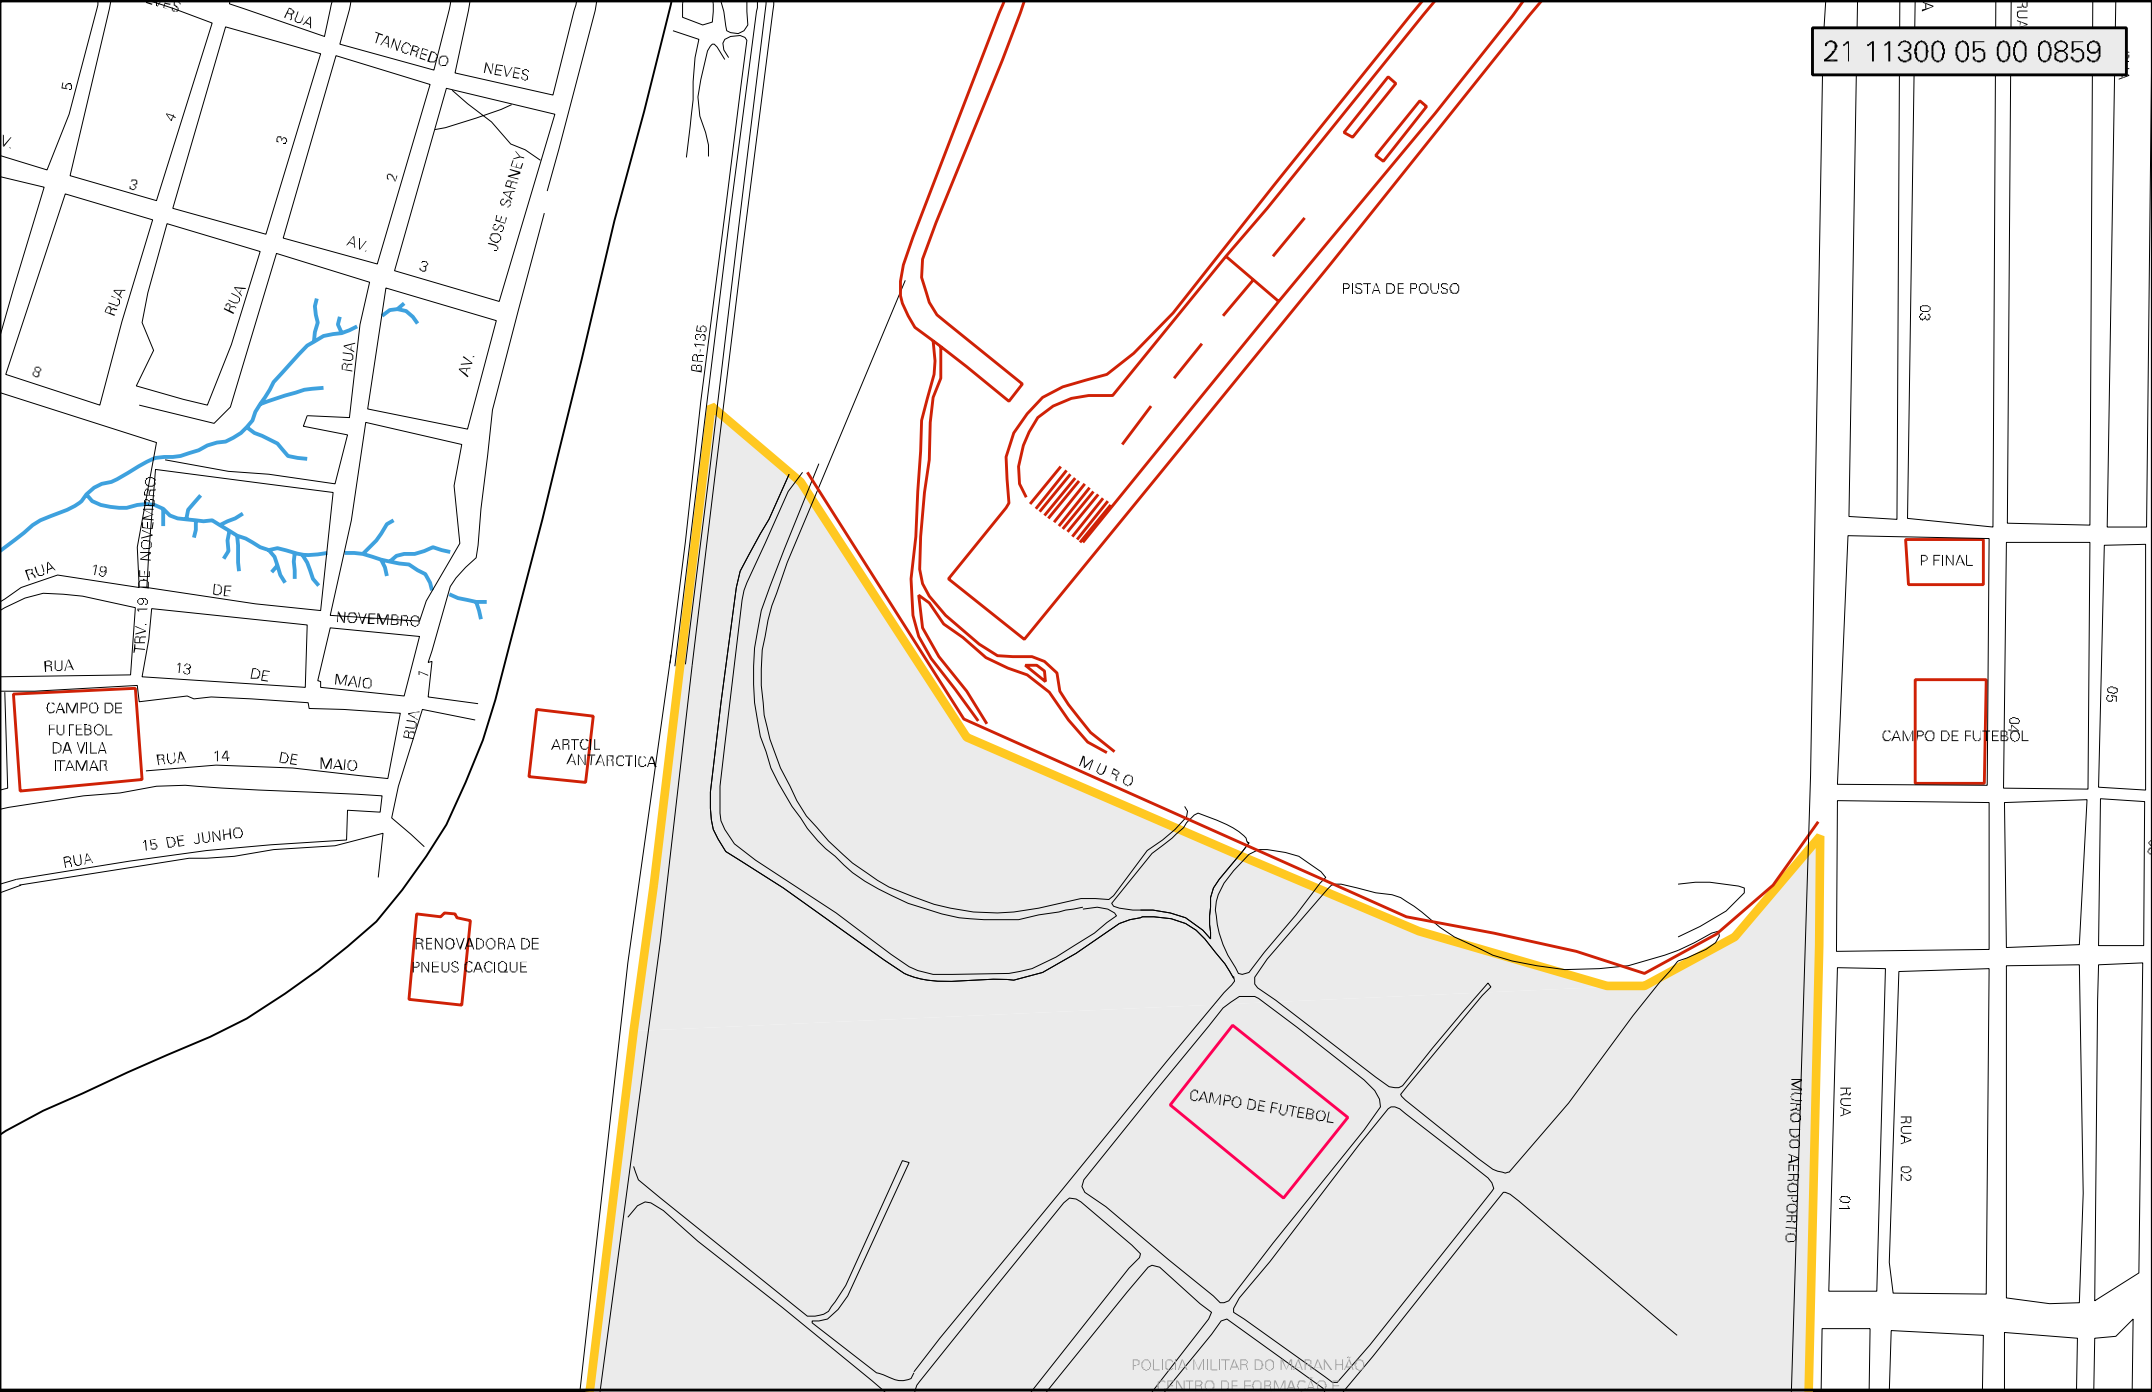 RUA
TANCREDO
NEVES
21 11300 05 00 0859
5
4
3
2
3
JOSE SARNEY
AV.
3
RUA
RUA
RUA
AV.
8
BR-135
PISTA DE POUSO
03
TRV. 19 DE NOVEMBRO
RUA 19 DE NOVEMBRO
P FINAL
RUA 13 DE MAIO
RUA 1
CAMPO DE
FUTEBOL
DA VILA
ITAMAR
RUA 14 DE MAIO
ARTCIL
ANTARCTICA
MURO
CAMPO DE FUTEBOL
04
05
RUA 15 DE JUNHO
RENOVADORA DE
PNEUS CACIQUE
CAMPO DE FUTEBOL
MURO DO AEROPORTO
RUA 01
RUA 02
POLICIA MILITAR DO MARANHÃO
CENTRO DE FORMAÇÃO E